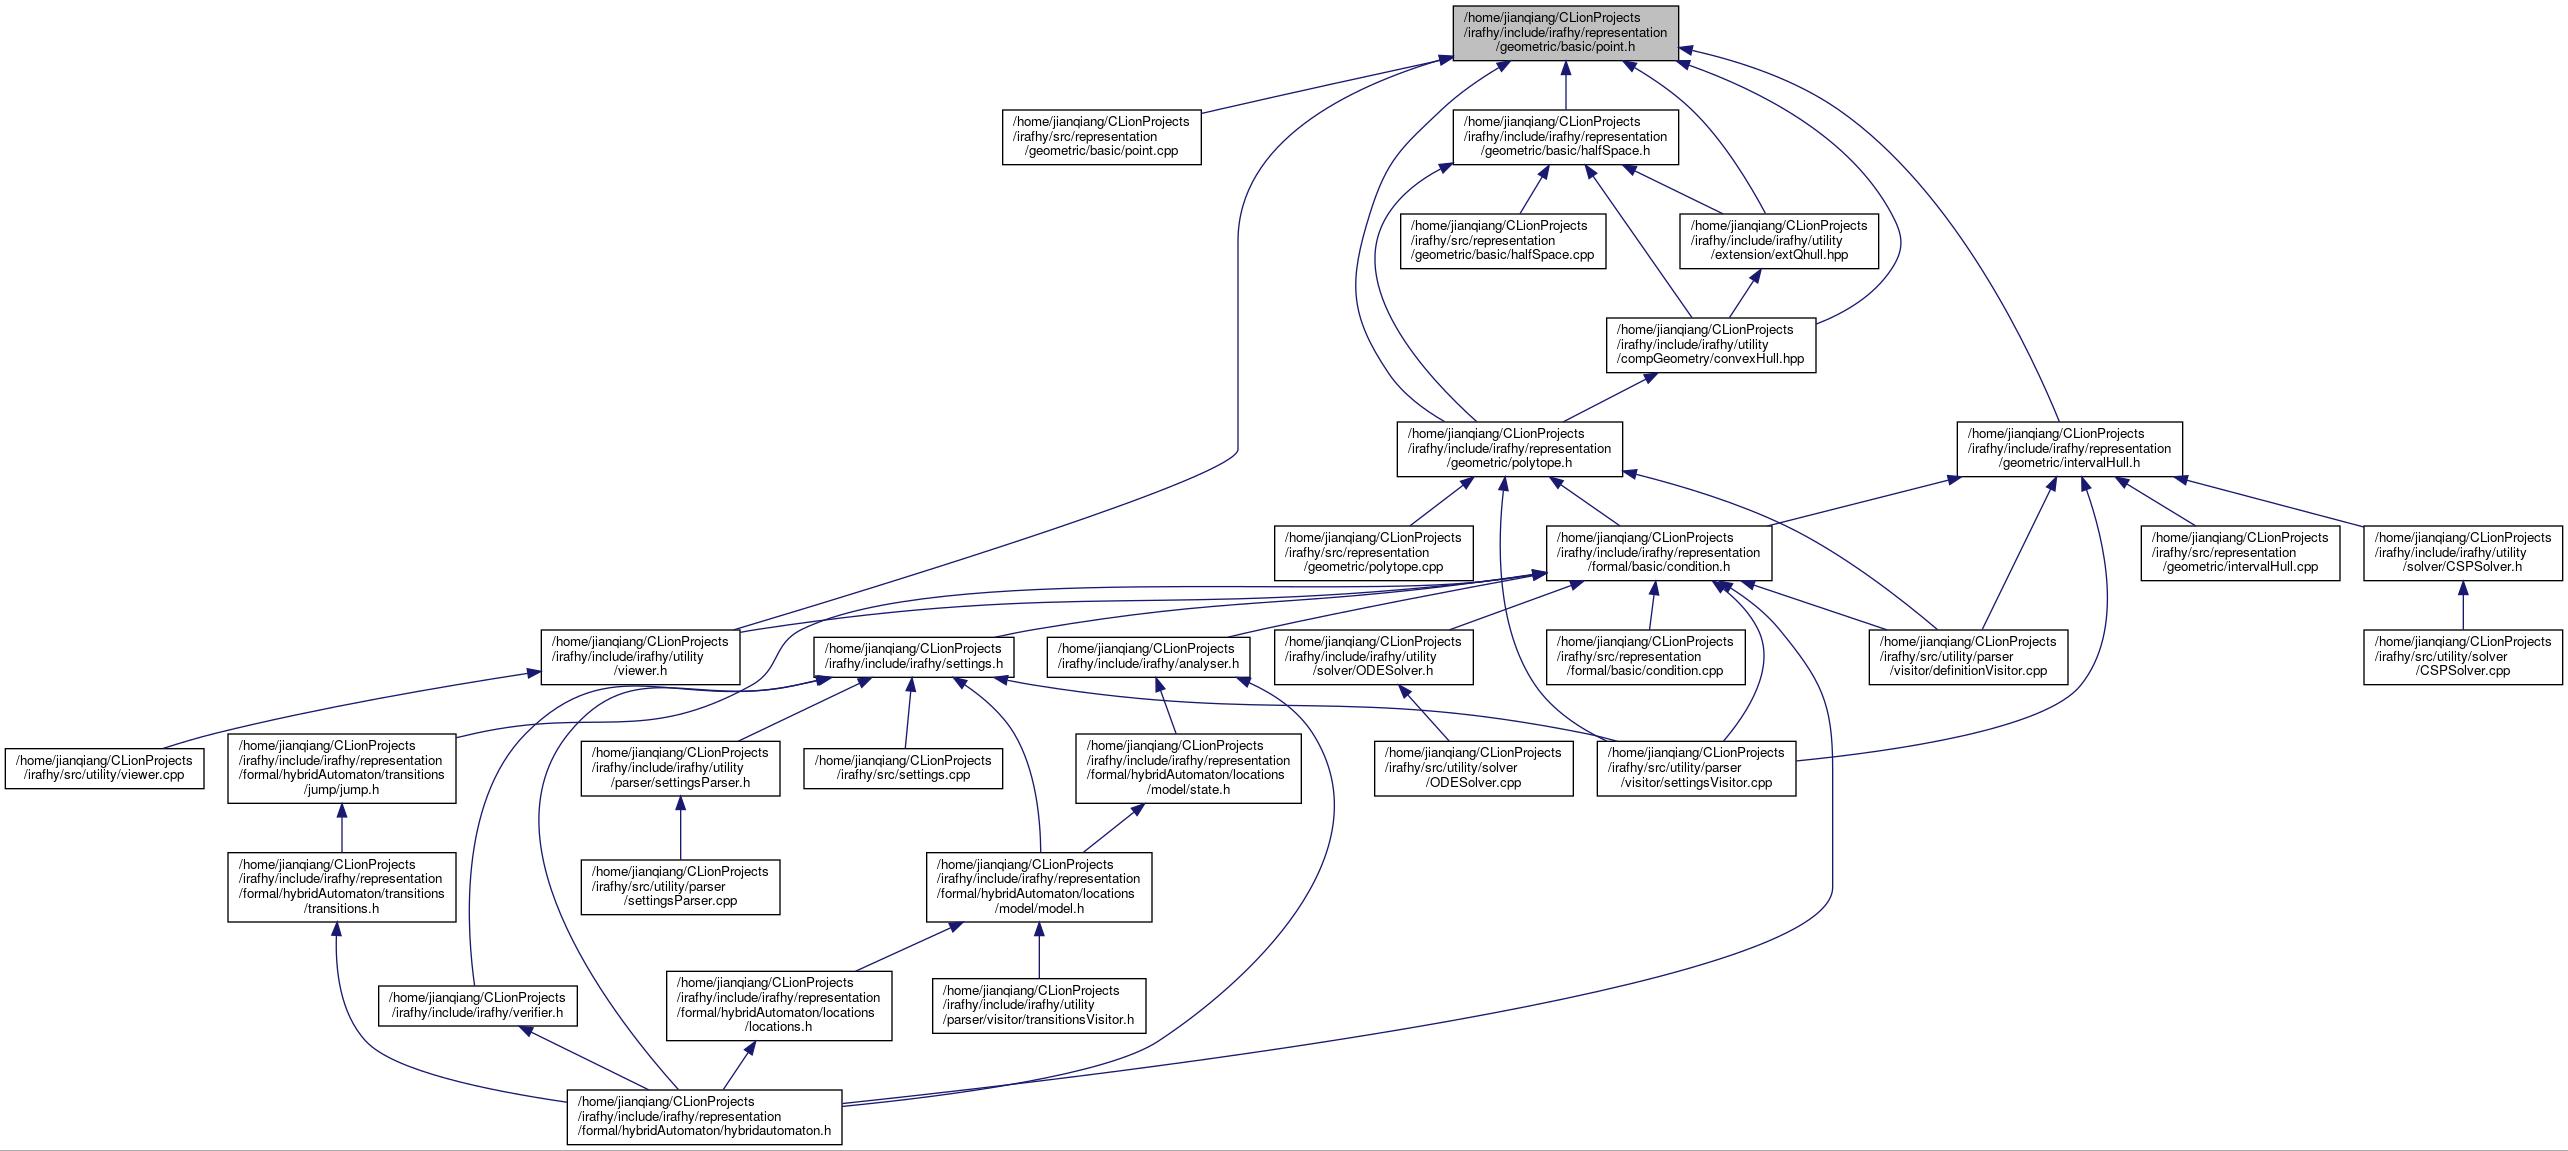 /home/jianqiang/CLionProjects
/irafhy/include/irafhy/representation
/geometric/basic/point.h
/home/jianqiang/CLionProjects
/irafhy/src/representation
/geometric/basic/point.cpp
/home/jianqiang/CLionProjects
/irafhy/include/irafhy/representation
/geometric/basic/halfSpace.h
/home/jianqiang/CLionProjects
/irafhy/src/representation
/geometric/basic/halfSpace.cpp
/home/jianqiang/CLionProjects
/irafhy/include/irafhy/utility
/extension/extQhull.hpp
/home/jianqiang/CLionProjects
/irafhy/include/irafhy/utility
/compGeometry/convexHull.hpp
/home/jianqiang/CLionProjects
/irafhy/include/irafhy/representation
/geometric/polytope.h
/home/jianqiang/CLionProjects
/irafhy/include/irafhy/representation
/geometric/intervalHull.h
/home/jianqiang/CLionProjects
/irafhy/src/representation
/geometric/polytope.cpp
/home/jianqiang/CLionProjects
/irafhy/include/irafhy/representation
/formal/basic/condition.h
/home/jianqiang/CLionProjects
/irafhy/src/representation
/geometric/intervalHull.cpp
/home/jianqiang/CLionProjects
/irafhy/include/irafhy/utility
/solver/CSPSolver.h
/home/jianqiang/CLionProjects
/irafhy/include/irafhy/utility
/viewer.h
/home/jianqiang/CLionProjects
/irafhy/include/irafhy/settings.h
/home/jianqiang/CLionProjects
/irafhy/include/irafhy/analyser.h
/home/jianqiang/CLionProjects
/irafhy/include/irafhy/utility
/solver/ODESolver.h
/home/jianqiang/CLionProjects
/irafhy/src/representation
/formal/basic/condition.cpp
/home/jianqiang/CLionProjects
/irafhy/src/utility/parser
/visitor/definitionVisitor.cpp
/home/jianqiang/CLionProjects
/irafhy/src/utility/solver
/CSPSolver.cpp
/home/jianqiang/CLionProjects
/irafhy/src/utility/viewer.cpp
/home/jianqiang/CLionProjects
/irafhy/include/irafhy/representation
/formal/hybridAutomaton/transitions
/jump/jump.h
/home/jianqiang/CLionProjects
/irafhy/include/irafhy/utility
/parser/settingsParser.h
/home/jianqiang/CLionProjects
/irafhy/src/settings.cpp
/home/jianqiang/CLionProjects
/irafhy/include/irafhy/representation
/formal/hybridAutomaton/locations
/model/state.h
/home/jianqiang/CLionProjects
/irafhy/src/utility/solver
/ODESolver.cpp
/home/jianqiang/CLionProjects
/irafhy/src/utility/parser
/visitor/settingsVisitor.cpp
/home/jianqiang/CLionProjects
/irafhy/include/irafhy/representation
/formal/hybridAutomaton/transitions
/transitions.h
/home/jianqiang/CLionProjects
/irafhy/src/utility/parser
/settingsParser.cpp
/home/jianqiang/CLionProjects
/irafhy/include/irafhy/representation
/formal/hybridAutomaton/locations
/model/model.h
/home/jianqiang/CLionProjects
/irafhy/include/irafhy/verifier.h
/home/jianqiang/CLionProjects
/irafhy/include/irafhy/representation
/formal/hybridAutomaton/locations
/locations.h
/home/jianqiang/CLionProjects
/irafhy/include/irafhy/utility
/parser/visitor/transitionsVisitor.h
/home/jianqiang/CLionProjects
/irafhy/include/irafhy/representation
/formal/hybridAutomaton/hybridautomaton.h